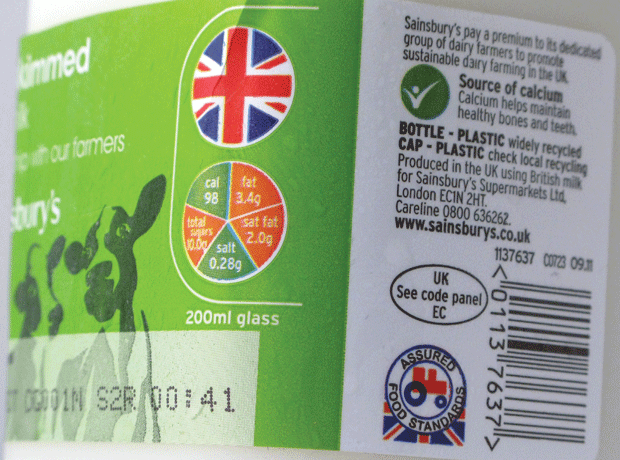 skimmed
with our farmers
sbury's
cal
98
fat
3.4g
sat fat
2.0g
salt
0.28g
total
sugars
10.0g
200ml glass
001N S2R 00:41
Sainsbury's pay a premium to its dedicated
group of dairy farmers to promote
sustainable dairy farming in the UK.
Source of calcium
Calcium helps maintain
healthy bones and teeth.
BOTTLE - PLASTIC widely recycled
CAP - PLASTIC check local recycling
Produced in the UK using British milk
for Sainsbury's Supermarkets Ltd,
London EC1N 2HT.
Careline 0800 636262.
www.sainsburys.co.uk
1137637 C0723 09.11
UK
See code panel
EC
<0113 7637>
ASSURED
FOOD STANDARDS